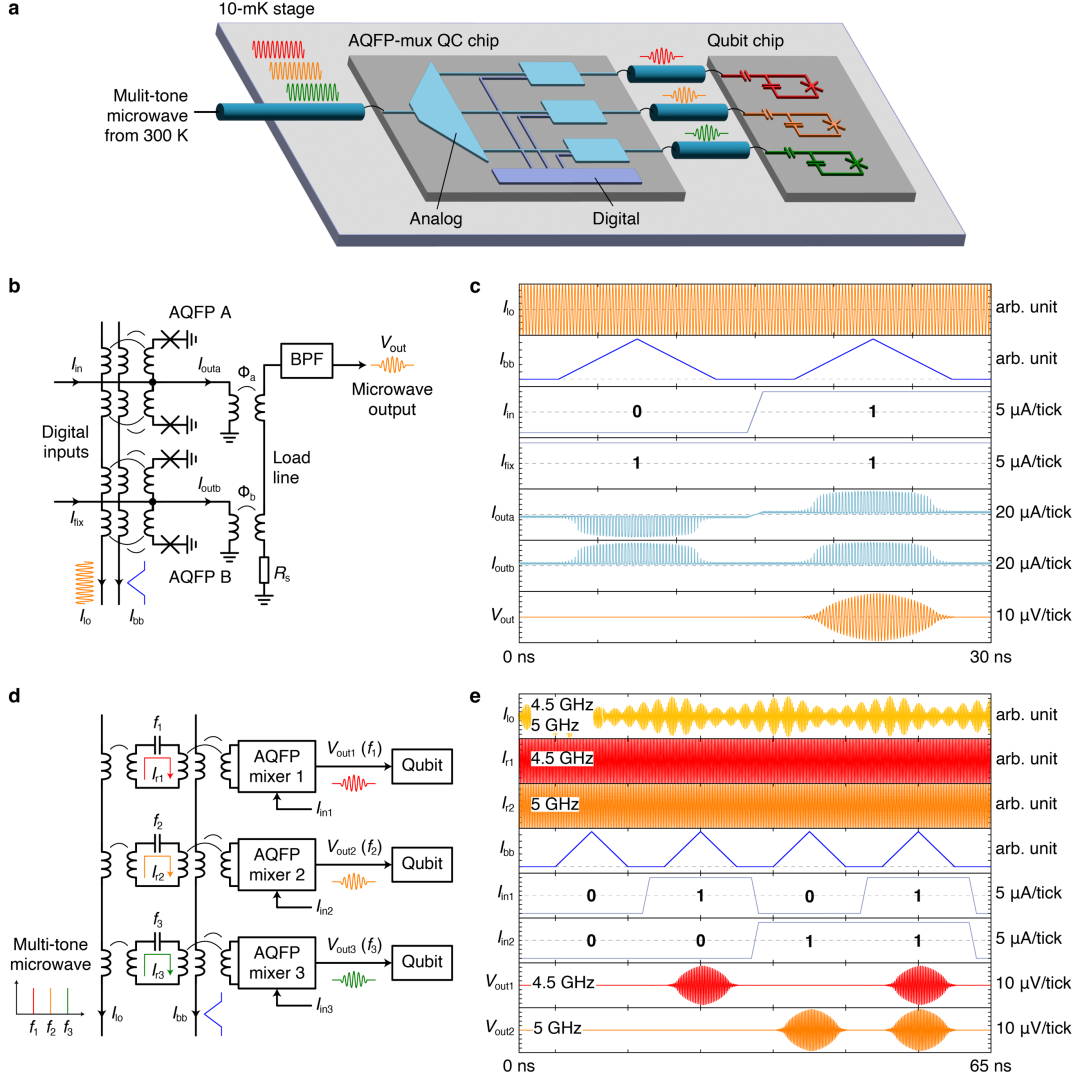 a
10-mK stage
AQFP-mux QC chip
Qubit chip
Mulit-tone
microwave
from 300 K
Analog
Digital
b
AQFP A
I_in
I_outa
Φ_a
BPF
V_out
Microwave
output
Digital
inputs
Load
line
I_outb
Φ_b
I_fix
AQFP B
R_s
I_lo
I_bb
c
I_lo
arb. unit
I_bb
arb. unit
I_in
0
1
5 µA/tick
I_fix
1
1
5 µA/tick
I_outa
20 µA/tick
I_outb
20 µA/tick
V_out
10 µV/tick
0 ns
30 ns
d
f_1
I_r1
AQFP
mixer 1
V_out1 (f_1)
Qubit
I_in1
f_2
I_r2
AQFP
mixer 2
V_out2 (f_2)
Qubit
I_in2
f_3
I_r3
AQFP
mixer 3
V_out3 (f_3)
Qubit
I_in3
Multi-tone
microwave
f_1 f_2 f_3
I_lo
I_bb
e
I_lo
4.5 GHz
5 GHz
arb. unit
I_r1
4.5 GHz
arb. unit
I_r2
5 GHz
arb. unit
I_bb
arb. unit
I_in1
0
1
0
1
5 µA/tick
I_in2
0
0
1
1
5 µA/tick
V_out1
4.5 GHz
10 µV/tick
V_out2
5 GHz
10 µV/tick
0 ns
65 ns